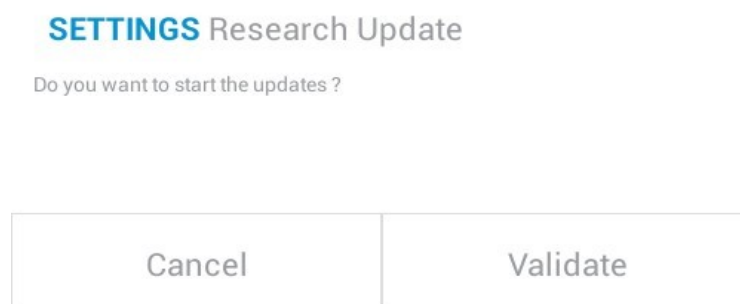 SETTINGS Research Update
Do you want to start the updates ?
Cancel Validate